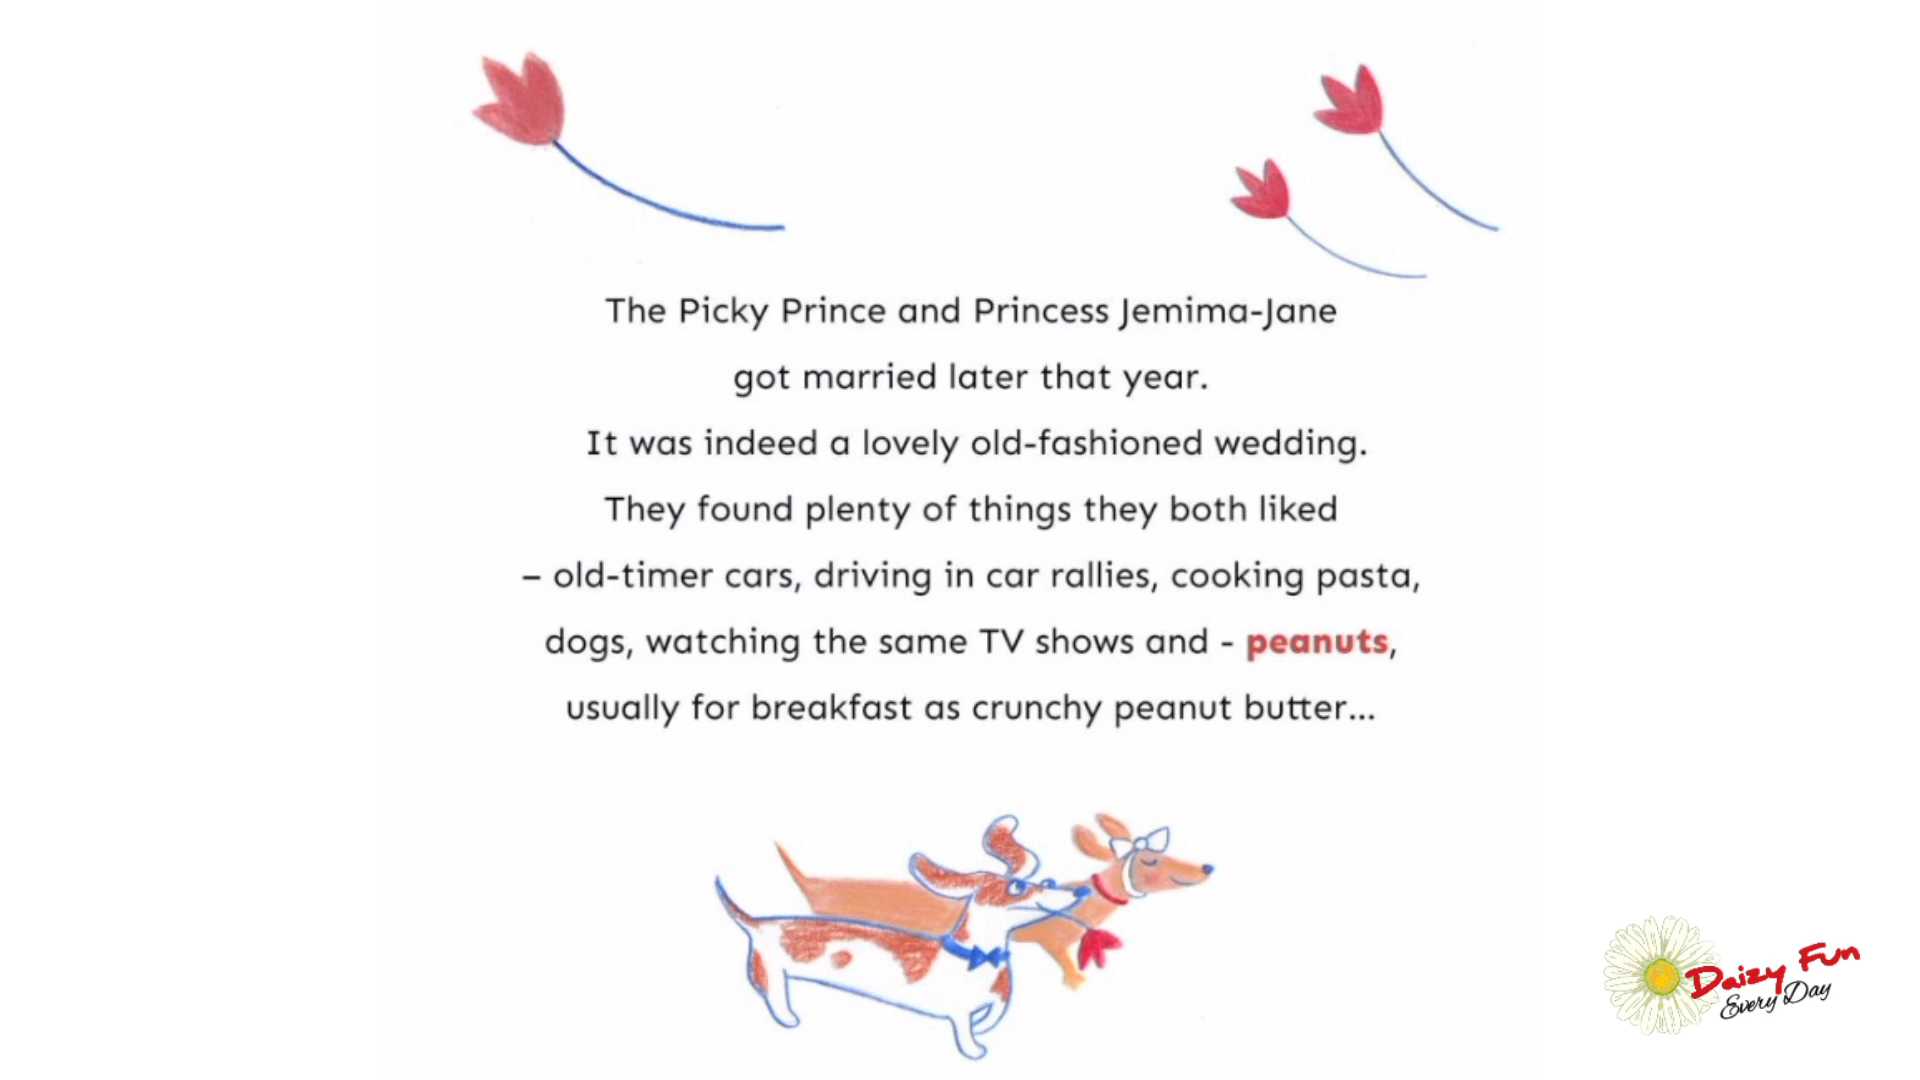 The Picky Prince and Princess Jemima-Jane
got married later that year.
It was indeed a lovely old-fashioned wedding.
They found plenty of things they both liked
– old-timer cars, driving in car rallies, cooking pasta,
dogs, watching the same TV shows and - peanuts,
usually for breakfast as crunchy peanut butter...
Daizy Fun
Every Day